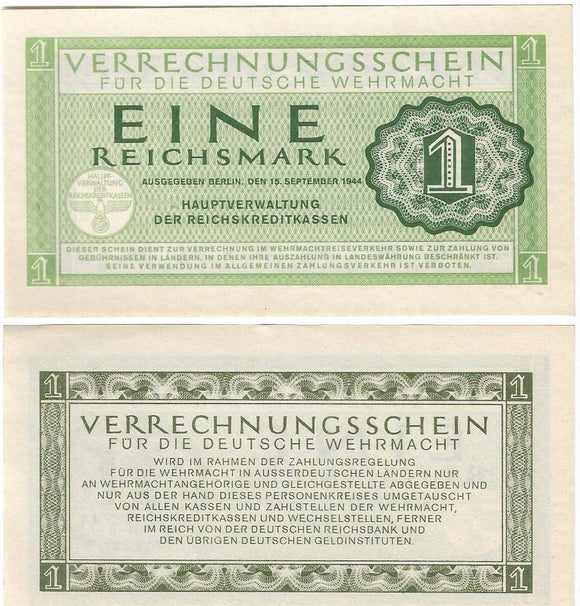 1 1
VERRECHNUNGSSCHEIN
FÜR DIE DEUTSCHE WEHRMACHT
EINE
REICHSMARK
1
AUSGEGEBEN BERLIN, DEN 15. SEPTEMBER 1944
HAUPT-
VERWALTUNG
DER
REICHSKREDITKASSEN
HAUPTVERWALTUNG
DER REICHSKREDITKASSEN
DIESER SCHEIN DIENT ZUR VERRECHNUNG IM WEHRMACHTREISEVERKEHR SOWIE ZUR ZAHLUNG VON
GEBÜHRNISSEN IN LÄNDERN, IN DENEN IHRE AUSZAHLUNG IN LANDESWÄHRUNG BESCHRÄNKT IST.
SEINE VERWENDUNG IM ALLGEMEINEN ZAHLUNGSVERKEHR IST VERBOTEN.
1 1
1 1
VERRECHNUNGSSCHEIN
FÜR DIE DEUTSCHE WEHRMACHT
WIRD IM RAHMEN DER ZAHLUNGSREGELUNG
FÜR DIE WEHRMACHT IN AUSSERDEUTSCHEN LÄNDERN NUR
AN WEHRMACHTANGEHÖRIGE UND GLEICHGESTELLTE ABGEGEBEN UND
NUR AUS DER HAND DIESES PERSONENKREISES UMGETAUSCHT
VON ALLEN KASSEN UND ZAHLSTELLEN DER WEHRMACHT,
REICHSKREDITKASSEN UND WECHSELSTELLEN, FERNER
IM REICH VON DER DEUTSCHEN REICHSBANK UND
DEN ÜBRIGEN DEUTSCHEN GELDINSTITUTEN.
1 1